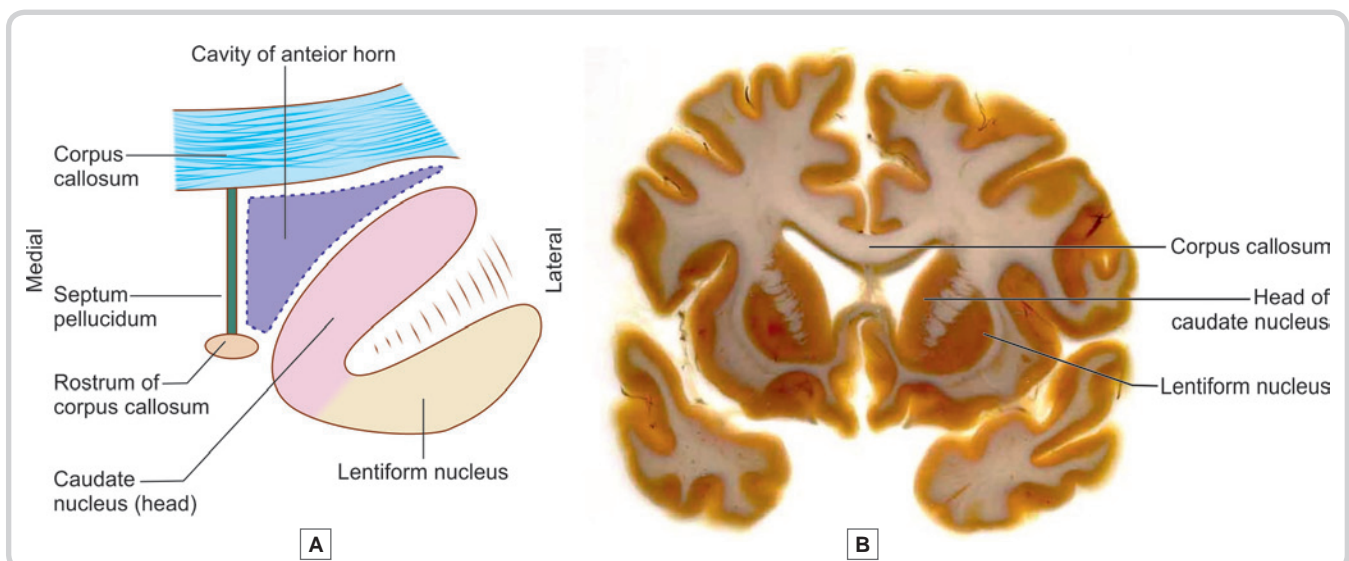 Cavity of anteior horn
Corpus
callosum
Medial
Septum
pellucidum
Rostrum of
corpus callosum
Caudate
nucleus (head)
Lentiform nucleus
Lateral
A
Corpus callosum
Head of
caudate nucleus
Lentiform nucleus
B